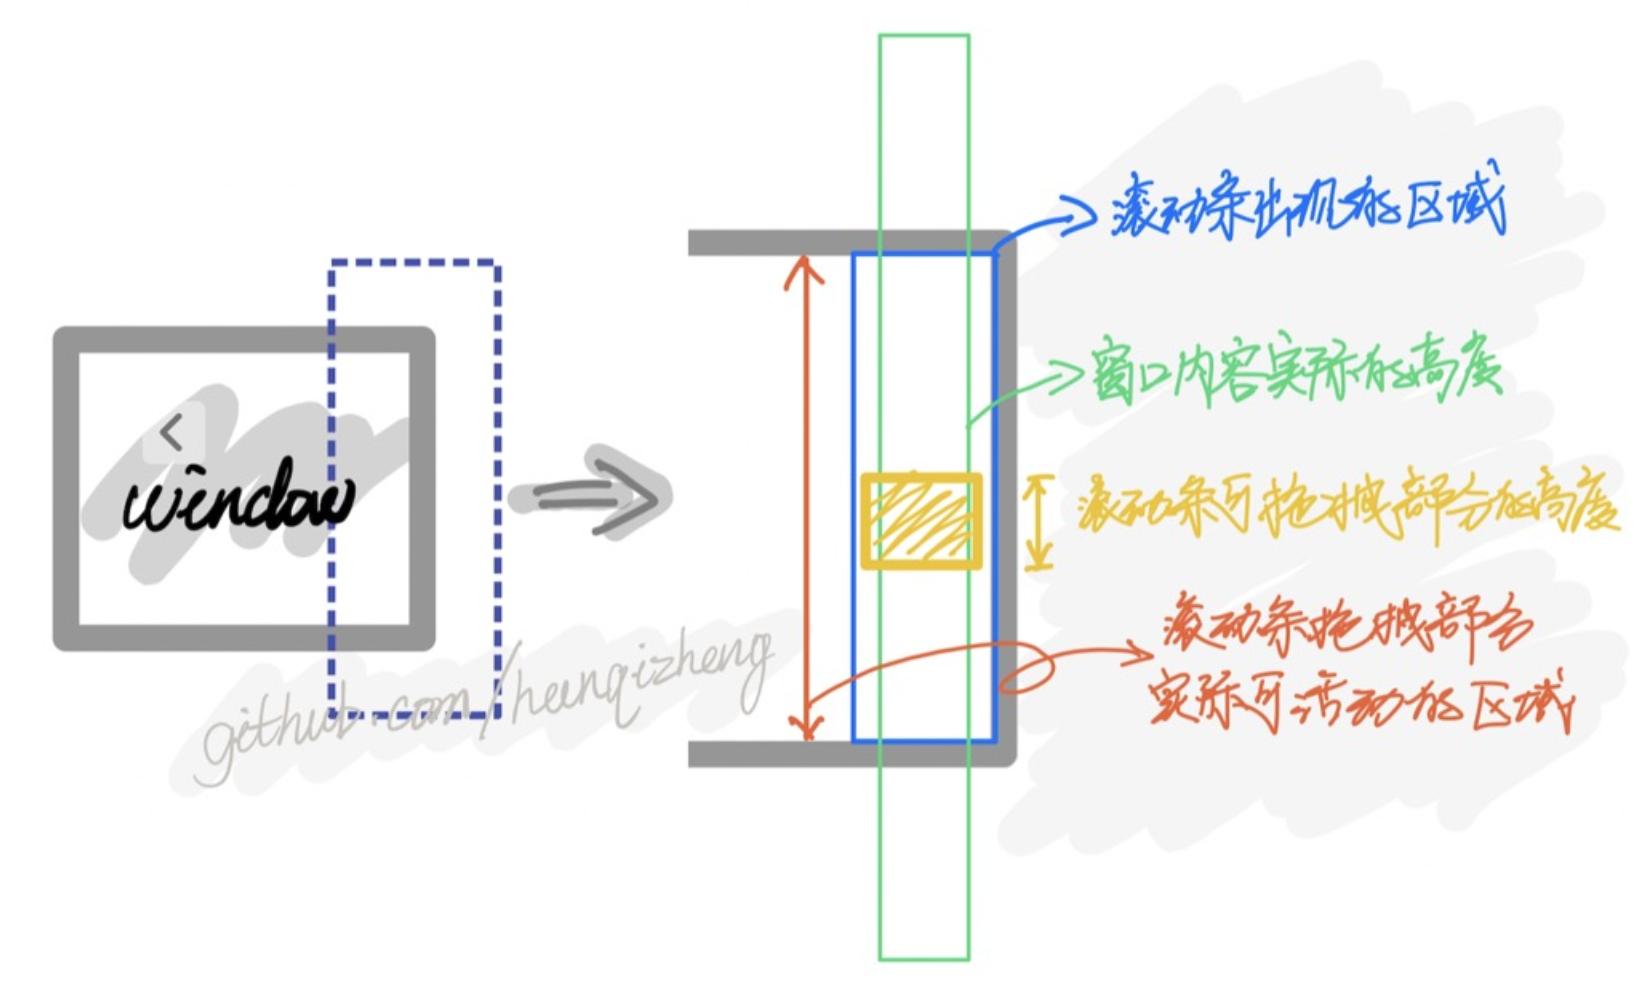 window
github.com/hanqizheng
滚动条出现的区域
窗口内容实际的高度
滚动条可拖拽部分的高度
滚动条拖拽部分
实际可活动的区域